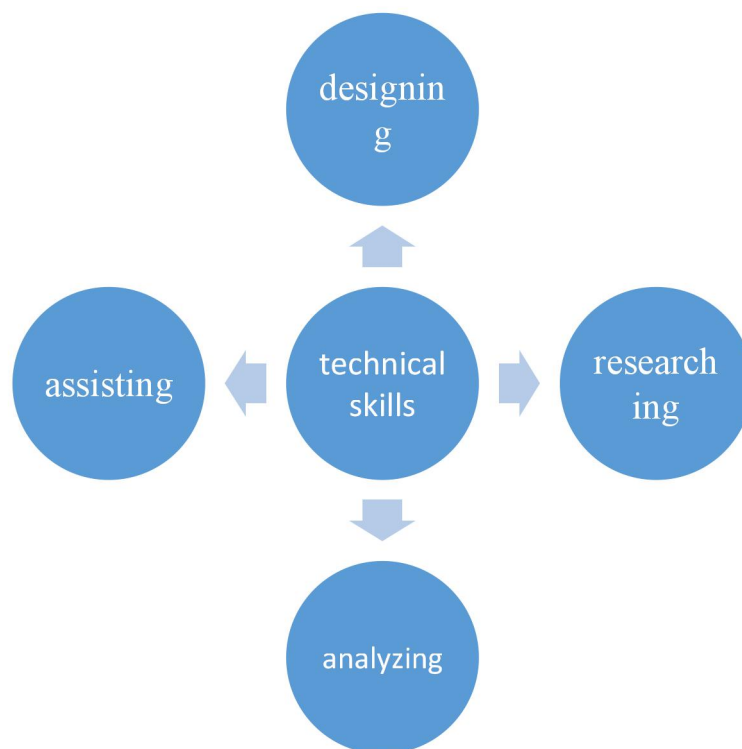 designin
g
assisting
technical
skills
research
ing
analyzing